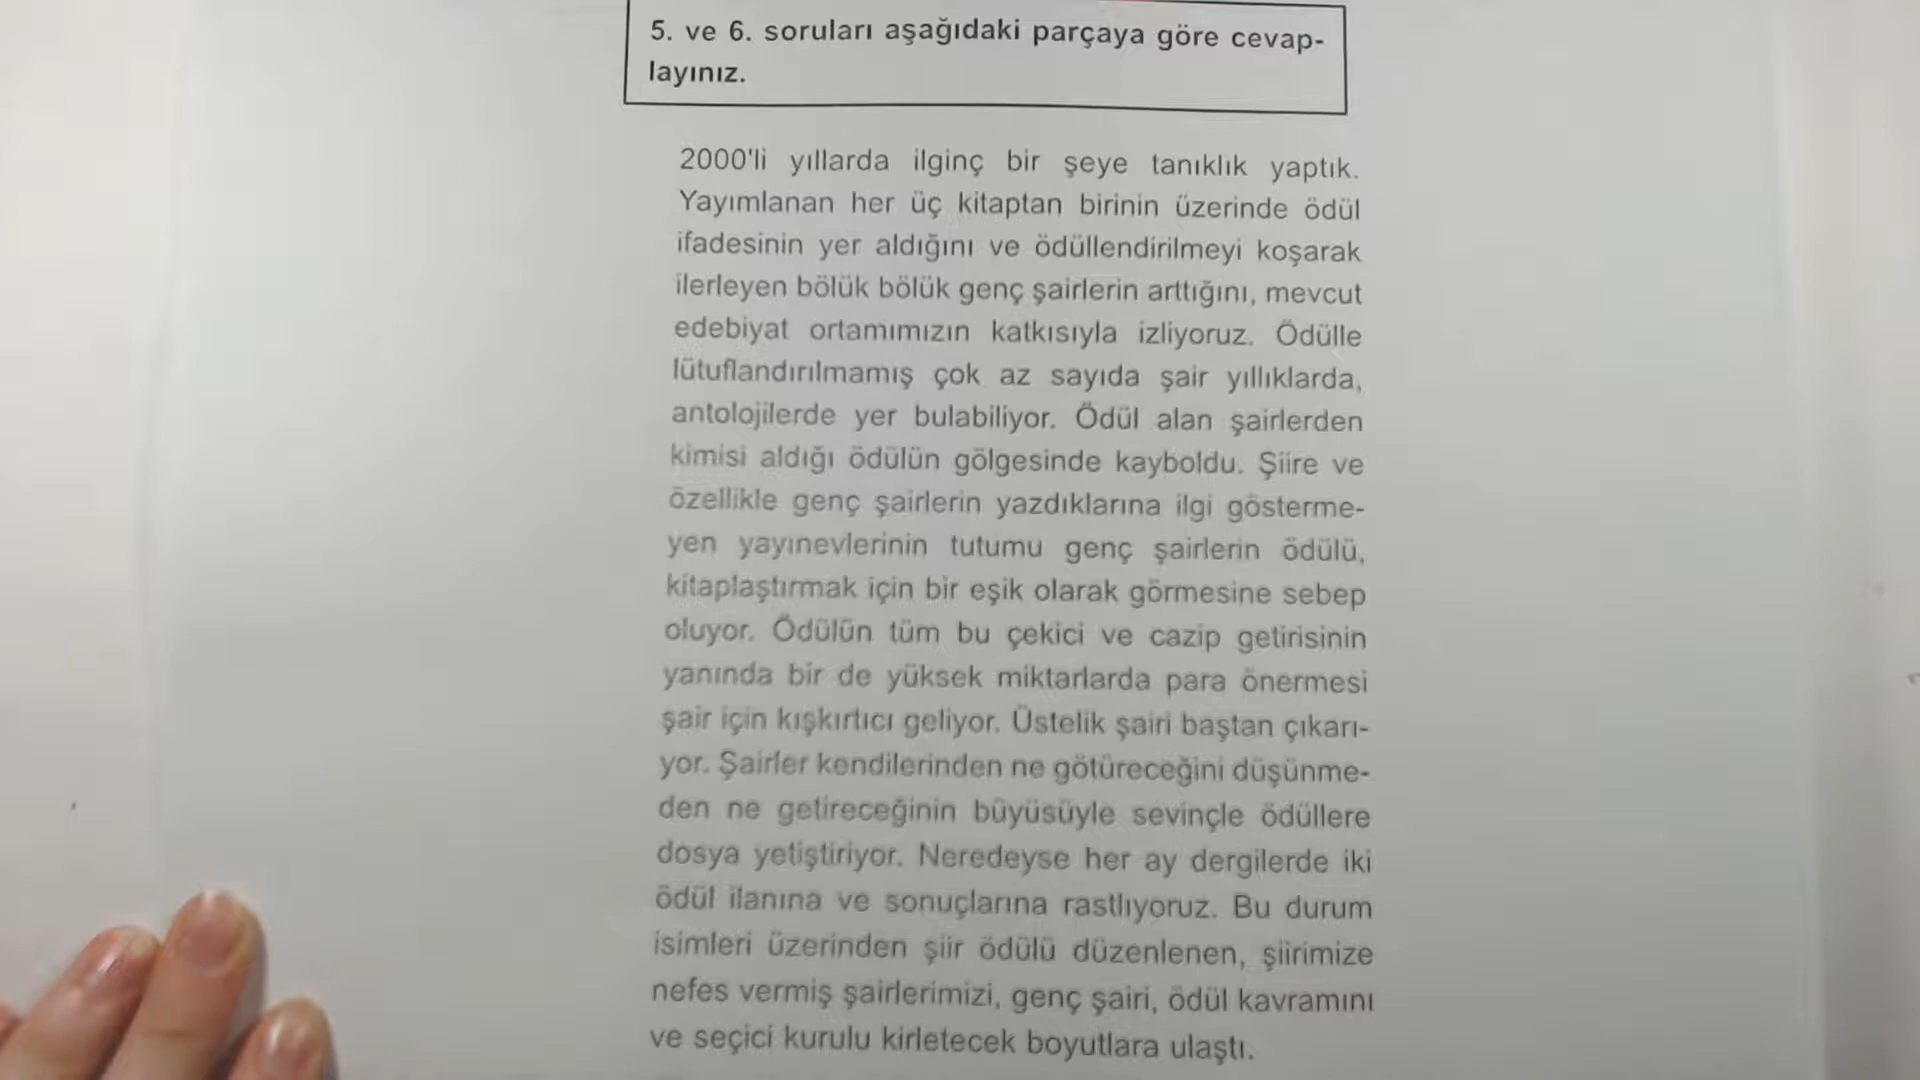 5. ve 6. soruları aşağıdaki parçaya göre cevap-
layınız.
2000'li yıllarda ilginç bir şeye tanıklık yaptık.
Yayımlanan her üç kitaptan birinin üzerinde ödül
ifadesinin yer aldığını ve ödüllendirilmeyi koşarak
ilerleyen bölük bölük genç şairlerin arttığını, mevcut
edebiyat ortamımızın katkısıyla izliyoruz. Ödülle
lütuflandırılmamış çok az sayıda şair yıllıklarda,
antolojilerde yer bulabiliyor. Ödül alan şairlerden
kimisi aldığı ödülün gölgesinde kayboldu. Şiire ve
özellikle genç şairlerin yazdıklarına ilgi gösterme-
yen yayınevlerinin tutumu genç şairlerin ödülü,
kitaplaştırmak için bir eşik olarak görmesine sebep
oluyor. Ödülün tüm bu çekici ve cazip getirisinin
yanında bir de yüksek miktarlarda para önermesi
şair için kışkırtıcı geliyor. Üstelik şairi baştan çıkarı-
yor. Şairler kendilerinden ne götüreceğini düşünme-
den ne getireceğinin büyüsüyle sevinçle ödüllere
dosya yetiştiriyor. Neredeyse her ay dergilerde iki
ödül ilanına ve sonuçlarına rastlıyoruz. Bu durum
isimleri üzerinden şiir ödülü düzenlenen, şiirimize
nefes vermiş şairlerimizi, genç şairi, ödül kavramını
ve seçici kurulu kirletecek boyutlara ulaştı.